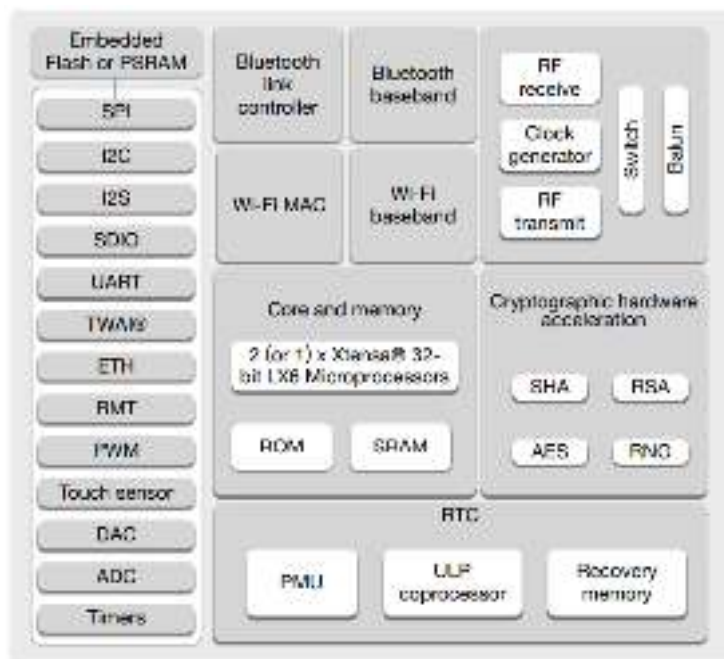 Embedded
Flash or PSRAM
SPI
I2C
I2S
SDIO
UART
TWAI®
ETH
RMT
PWM
Touch sensor
DAC
ADC
Timers
Bluetooth
link
controller
Bluetooth
baseband
Wi-Fi MAC
Wi-Fi
baseband
RF
receive
Clock
generator
RF
transmit
Switch
Balun
Core and memory
2 (or 1) x Xtensa® 32-
bit LX6 Microprocessors
ROM
SRAM
Cryptographic hardware
acceleration
SHA
RSA
AES
RNG
RTC
PMU
ULP
coprocessor
Recovery
memory